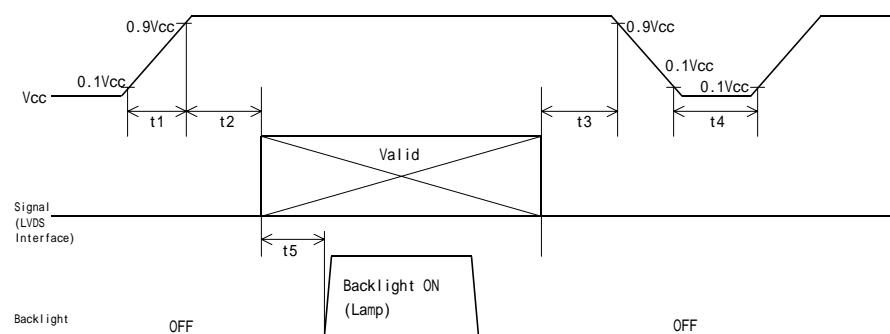 0.9Vcc
0.9Vcc
0.1Vcc
0.1Vcc
0.1Vcc
Vcc
t1
t2
t3
t4
Valid
Signal
(LVDS
Interface)
t5
Backlight ON
(Lamp)
Backlight
OFF
OFF